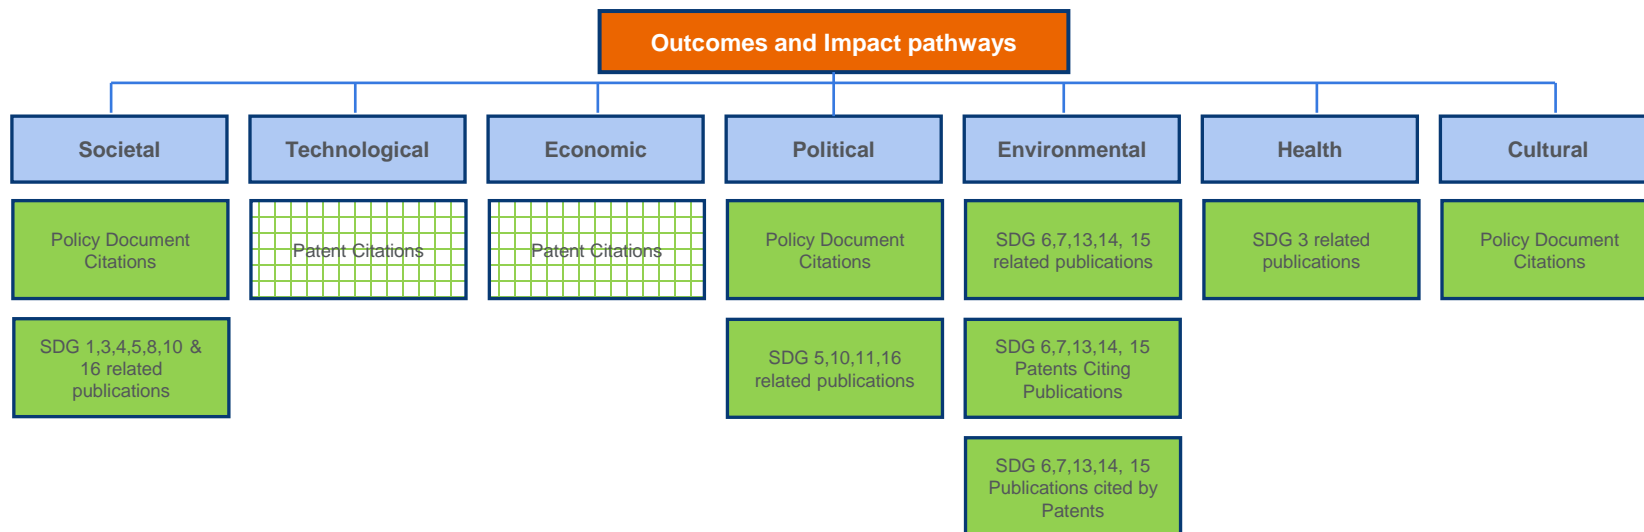 Outcomes and Impact pathways
Societal
Technological
Economic
Political
Environmental
Health
Cultural
Policy Document
Citations
Patent Citations
Patent Citations
Policy Document
Citations
SDG 6,7,13,14, 15
related publications
SDG 3 related
publications
Policy Document
Citations
SDG 1,3,4,5,8,10 &
16 related
publications
SDG 5,10,11,16
related publications
SDG 6,7,13,14, 15
Patents Citing
Publications
SDG 6,7,13,14, 15
Publications cited by
Patents